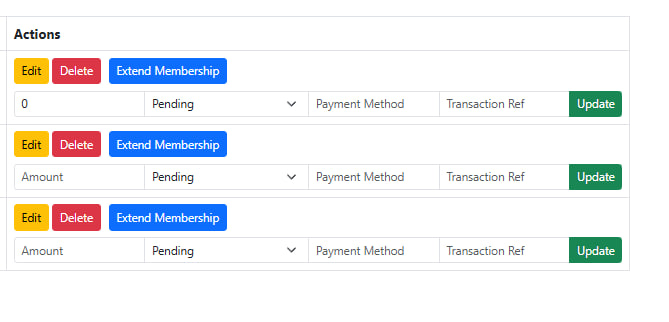 Actions
Edit Delete Extend Membership
0 Pending Payment Method Transaction Ref Update
Edit Delete Extend Membership
Amount Pending Payment Method Transaction Ref Update
Edit Delete Extend Membership
Amount Pending Payment Method Transaction Ref Update